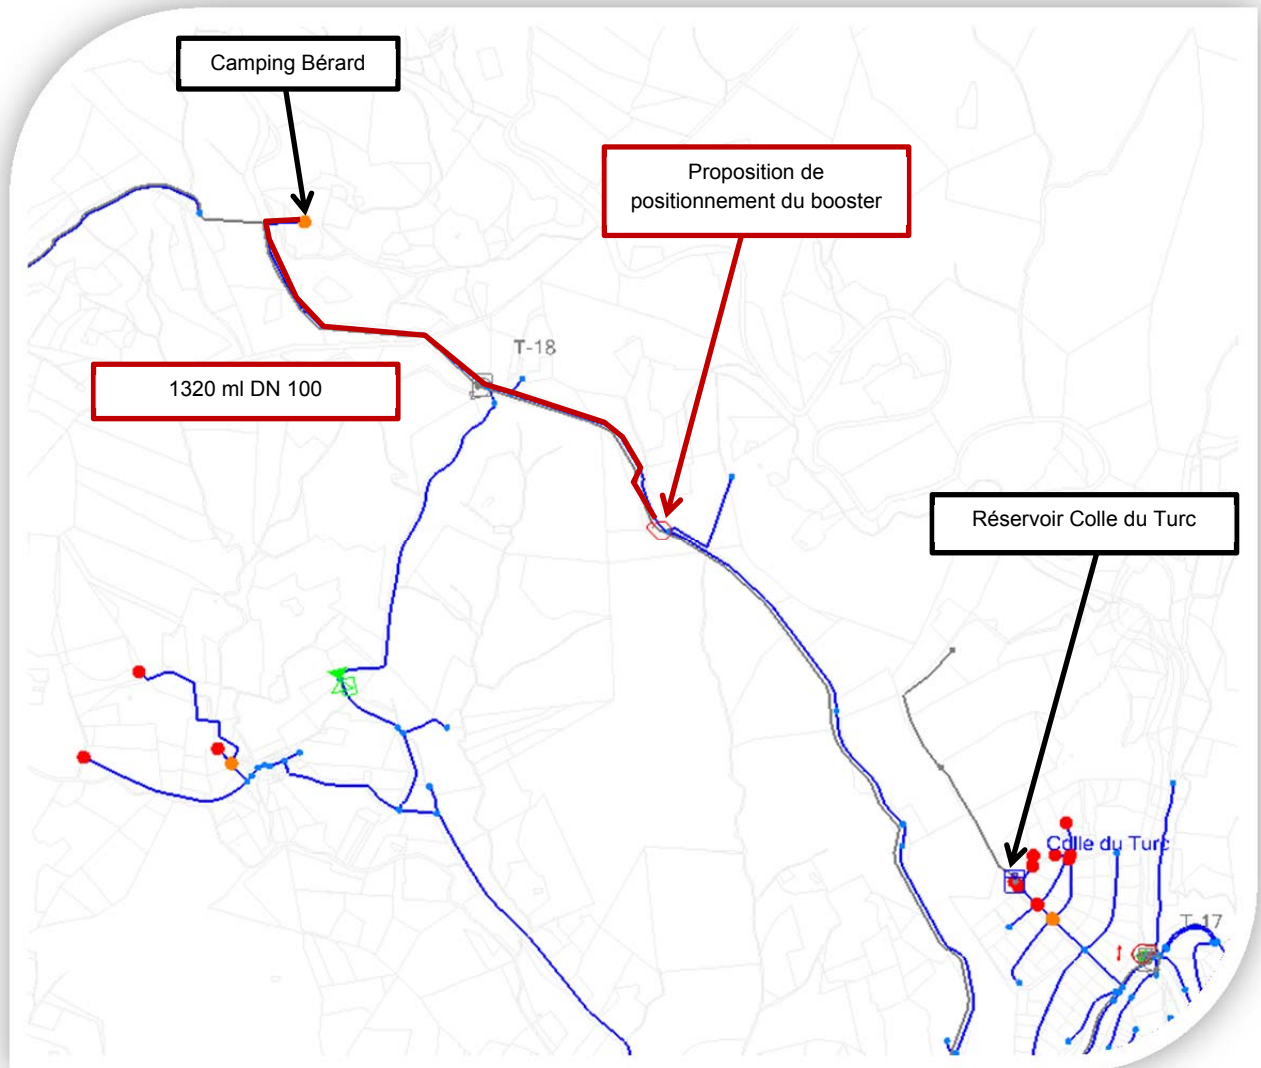 Camping Bérard
Proposition de
positionnement du booster
T-18
1320 ml DN 100
Réservoir Colle du Turc
Colle du Turc
T-17